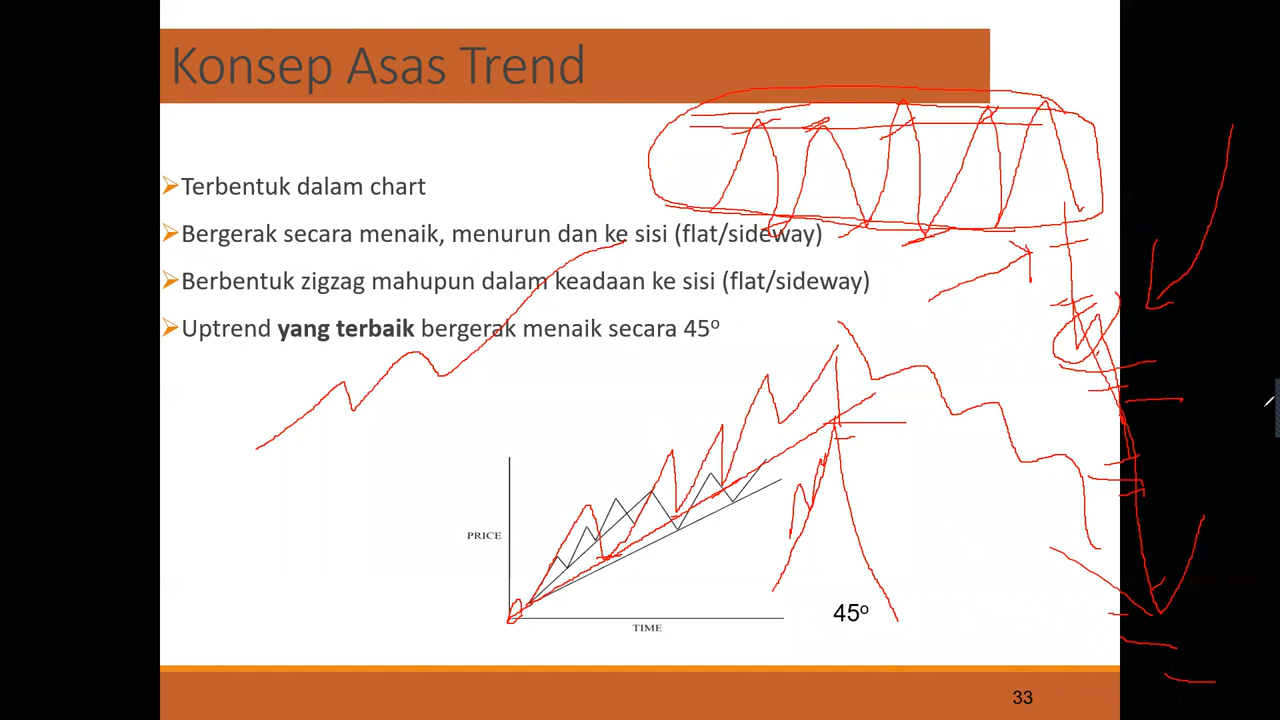 Konsep Asas Trend
➢Terbentuk dalam chart
➢Bergerak secara menaik, menurun dan ke sisi (flat/sideway)
➢Berbentuk zigzag mahupun dalam keadaan ke sisi (flat/sideway)
➢Uptrend yang terbaik bergerak menaik secara 45º
PRICE
TIME
45º
33